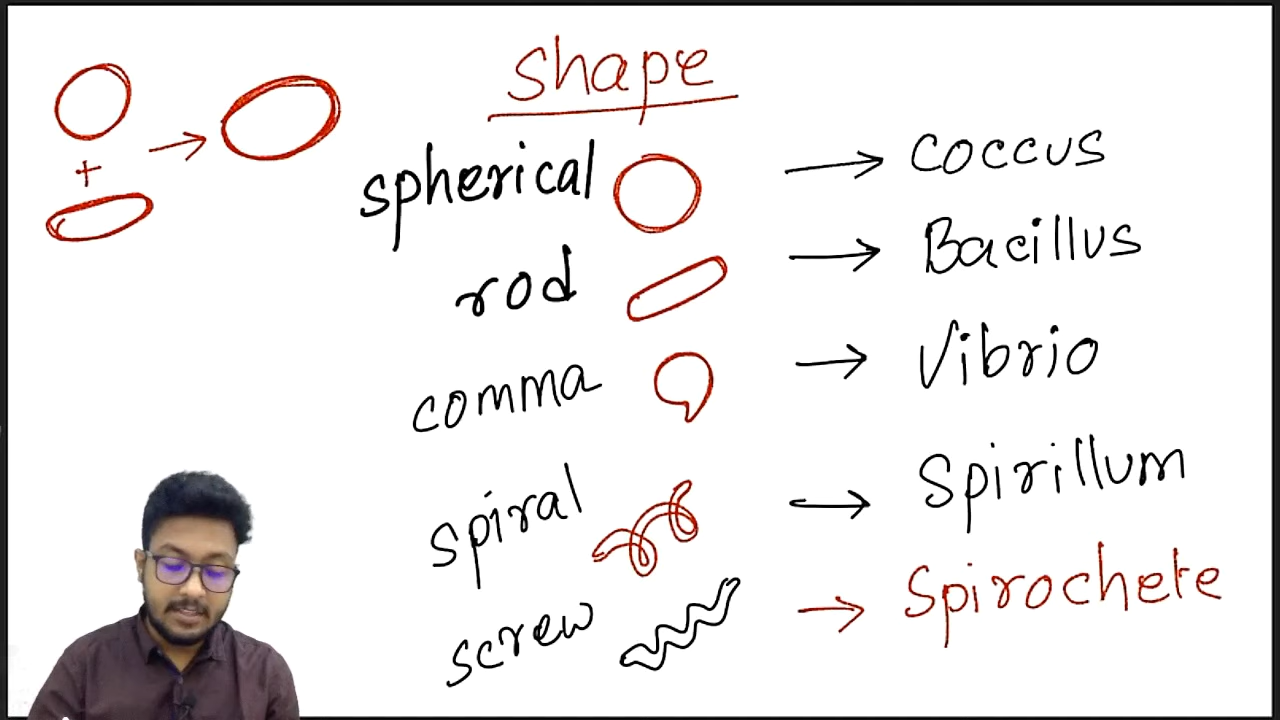 shape
spherical → coccus
rod → Bacillus
comma → Vibrio
spiral → Spirillum
screw → Spirochete
+ →